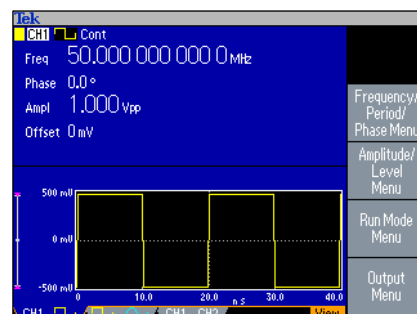 Tek
CH1 Cont
Freq 50.000 000 000 0 MHz
Phase 0.0 °
Ampl 1.000 Vpp
Offset 0 mV
Frequency/
Period/
Phase Menu
Amplitude/
Level
Menu
Run Mode
Menu
Output
Menu
500 mV
0 mV
-500 mV
0 10.0 20.0 ns 30.0 40.0
CH1 CH1 CH2 View